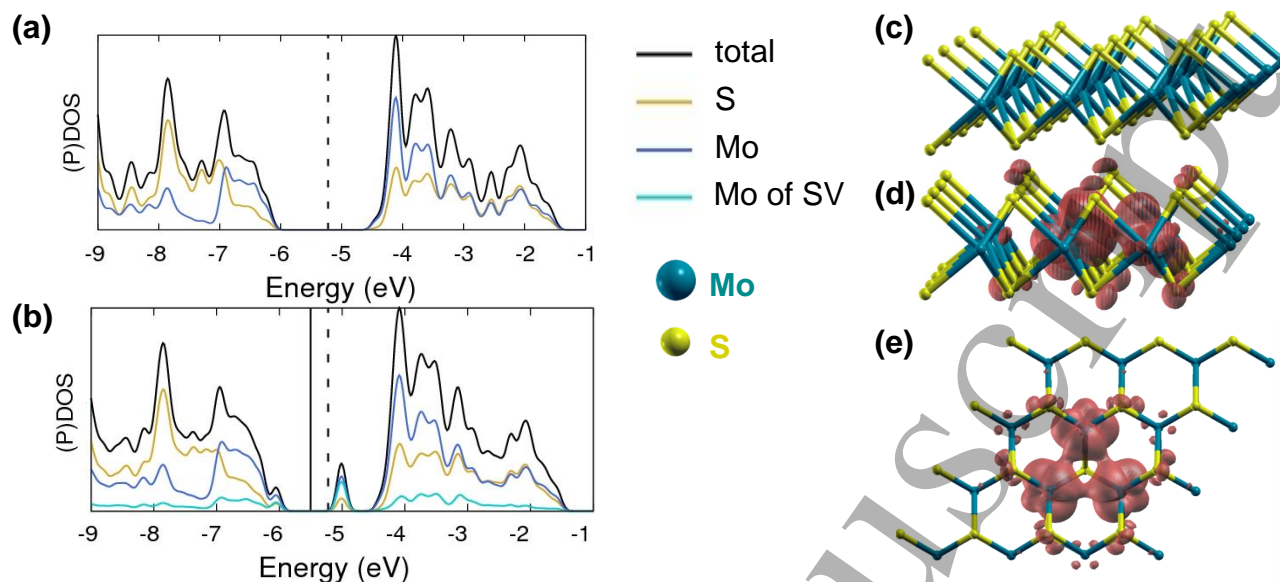 (a)
(P)DOS
-9 -8 -7 -6 -5 -4 -3 -2 -1
Energy (eV)
(b)
(P)DOS
-9 -8 -7 -6 -5 -4 -3 -2 -1
Energy (eV)
total
S
Mo
Mo of SV
Mo
S
(c)
(d)
(e)